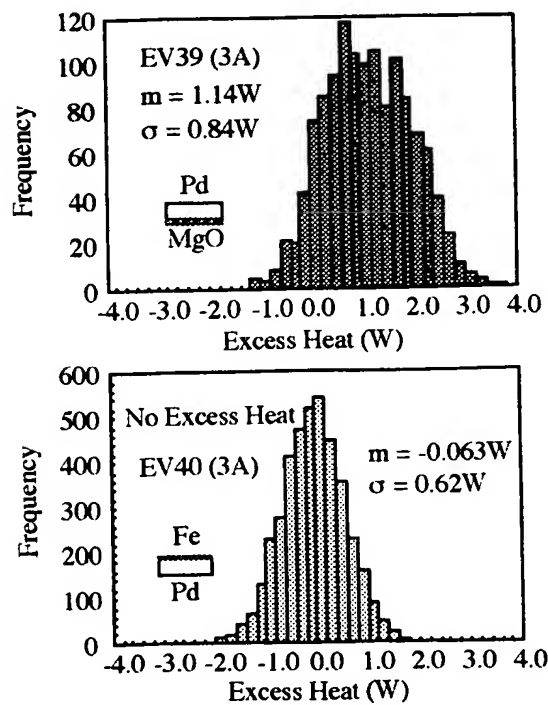 120
100
80
60
40
20
0
Frequency
EV39 (3A)
m = 1.14W
σ = 0.84W
Pd
MgO
-4.0 -3.0 -2.0 -1.0 0.0 1.0 2.0 3.0 4.0
Excess Heat (W)
600
500
400
300
200
100
0
Frequency
No Excess Heat
EV40 (3A)
m = -0.063W
σ = 0.62W
Fe
Pd
-4.0 -3.0 -2.0 -1.0 0.0 1.0 2.0 3.0 4.0
Excess Heat (W)